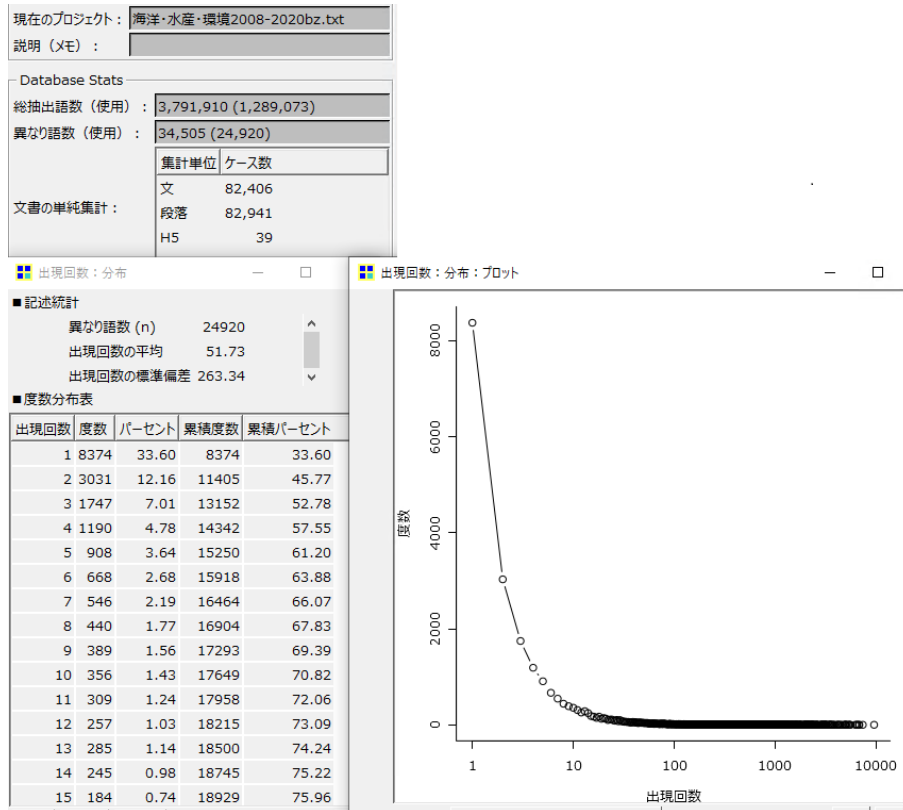 現在のプロジェクト： 海洋・水産・環境2008-2020bz.txt
説明（メモ）：
Database Stats
総抽出語数（使用）： 3,791,910 (1,289,073)
異なり語数（使用）： 34,505 (24,920)
文書の単純集計：
集計単位 ケース数
文 82,406
段落 82,941
H5 39
出現回数：分布
■記述統計
異なり語数 (n) 24920
出現回数の平均 51.73
出現回数の標準偏差 263.34
■度数分布表
出現回数 度数 パーセント 累積度数 累積パーセント
1 8374 33.60 8374 33.60
2 3031 12.16 11405 45.77
3 1747 7.01 13152 52.78
4 1190 4.78 14342 57.55
5 908 3.64 15250 61.20
6 668 2.68 15918 63.88
7 546 2.19 16464 66.07
8 440 1.77 16904 67.83
9 389 1.56 17293 69.39
10 356 1.43 17649 70.82
11 309 1.24 17958 72.06
12 257 1.03 18215 73.09
13 285 1.14 18500 74.24
14 245 0.98 18745 75.22
15 184 0.74 18929 75.96
出現回数：分布：プロット
8000
6000
4000
2000
0
度数
1 10 100 1000 10000
出現回数